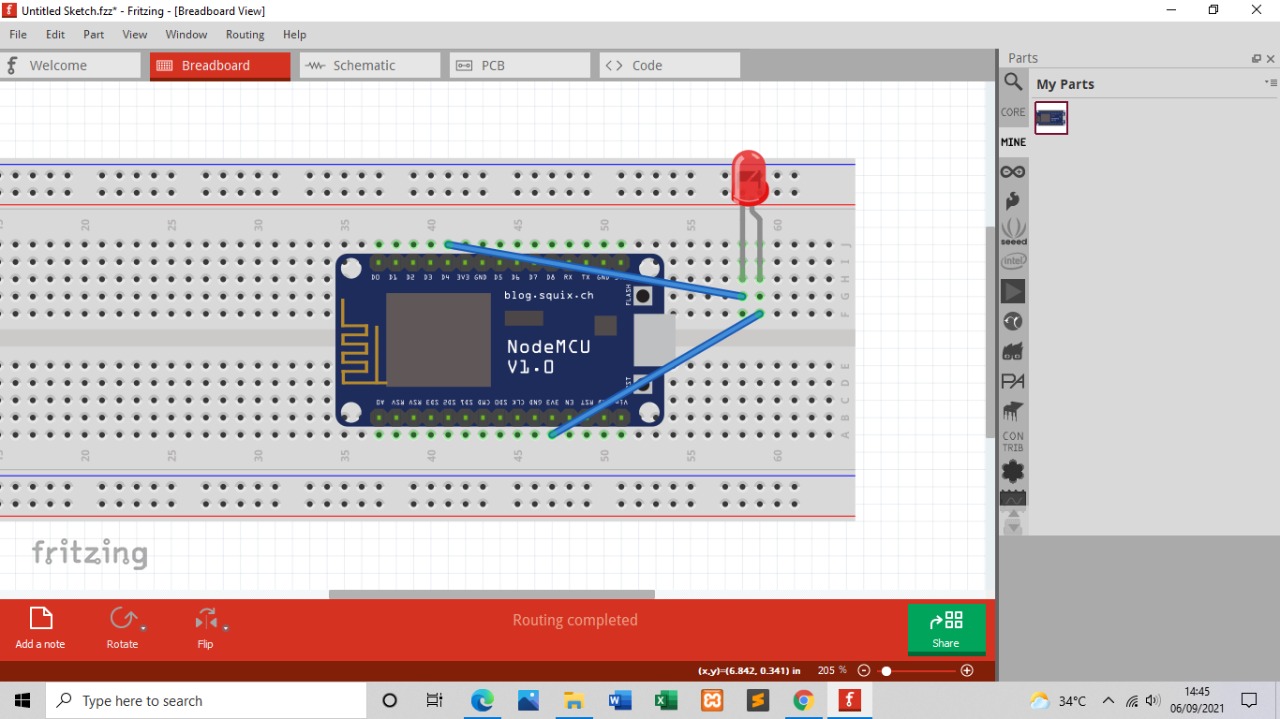 Untitled Sketch.fzz* - Fritzing - [Breadboard View]
File Edit Part View Window Routing Help
Welcome Breadboard Schematic PCB Code
Parts
My Parts
CORE
MINE
seeed
intel
PA
CON
TRIB
20 25 30 35 40 45 50 55 60
J
I
H
G
F
D0 D1 D2 D3 D4 3V3 GND D5 D6 D7 D8 RX TX GND
blog.squix.ch
FLASH
NodeMCU
V1.0
A0 RSV RSV SD3 SD2 SD1 CMD SD0 CLK GND 3V3 EN RST
E
D
C
B
A
20 25 30 35 40 45 50 55 60
fritzing
Add a note Rotate Flip
Routing completed
Share
(x,y)=(6.842, 0.341) in 205 %
Type here to search
34°C
14:45
06/09/2021